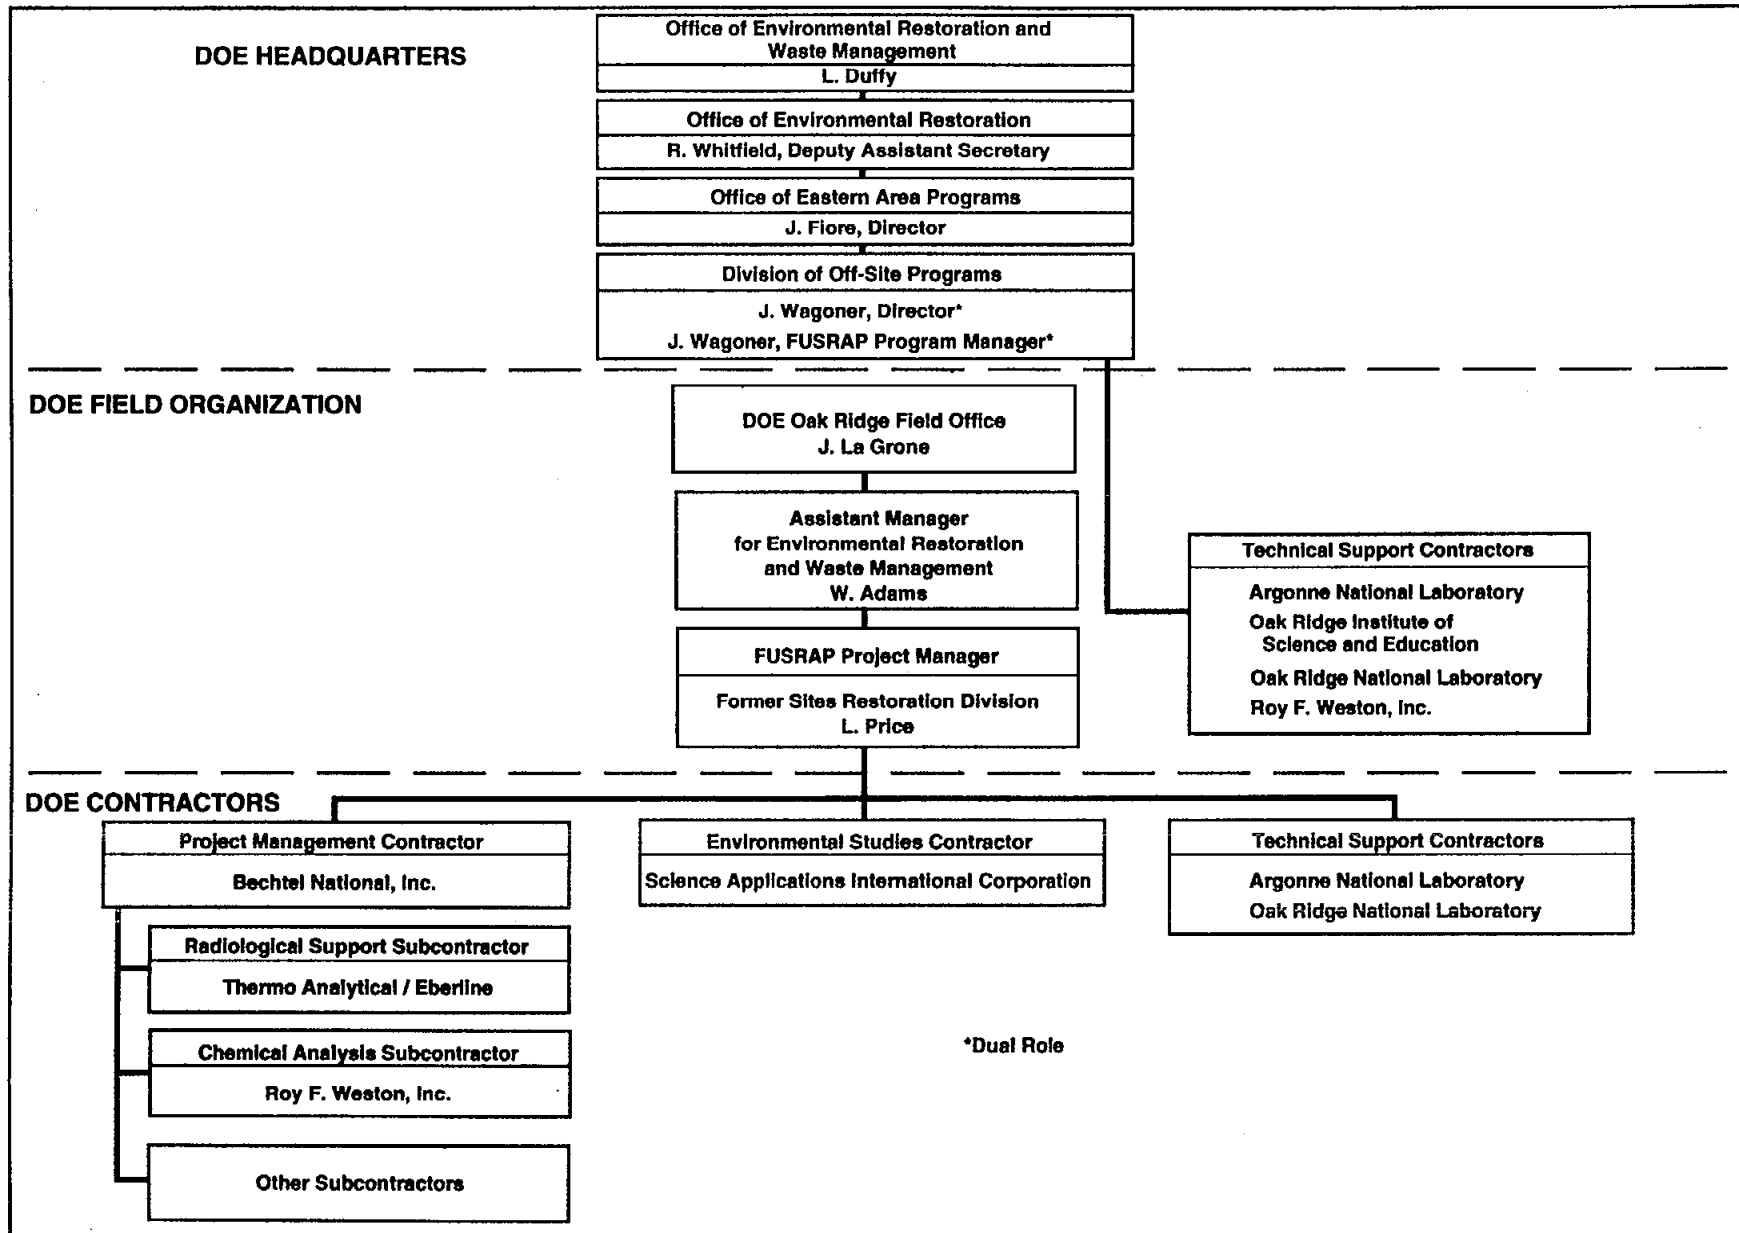 DOE HEADQUARTERS
Office of Environmental Restoration and
Waste Management
L. Duffy
Office of Environmental Restoration
R. Whitfield, Deputy Assistant Secretary
Office of Eastern Area Programs
J. Fiore, Director
Division of Off-Site Programs
J. Wagoner, Director*
J. Wagoner, FUSRAP Program Manager*
DOE FIELD ORGANIZATION
DOE Oak Ridge Field Office
J. La Grone
Assistant Manager
for Environmental Restoration
and Waste Management
W. Adams
FUSRAP Project Manager
Former Sites Restoration Division
L. Price
Technical Support Contractors
Argonne National Laboratory
Oak Ridge Institute of
Science and Education
Oak Ridge National Laboratory
Roy F. Weston, Inc.
DOE CONTRACTORS
Project Management Contractor
Bechtel National, Inc.
Radiological Support Subcontractor
Thermo Analytical / Eberline
Chemical Analysis Subcontractor
Roy F. Weston, Inc.
Other Subcontractors
Environmental Studies Contractor
Science Applications International Corporation
Technical Support Contractors
Argonne National Laboratory
Oak Ridge National Laboratory
*Dual Role